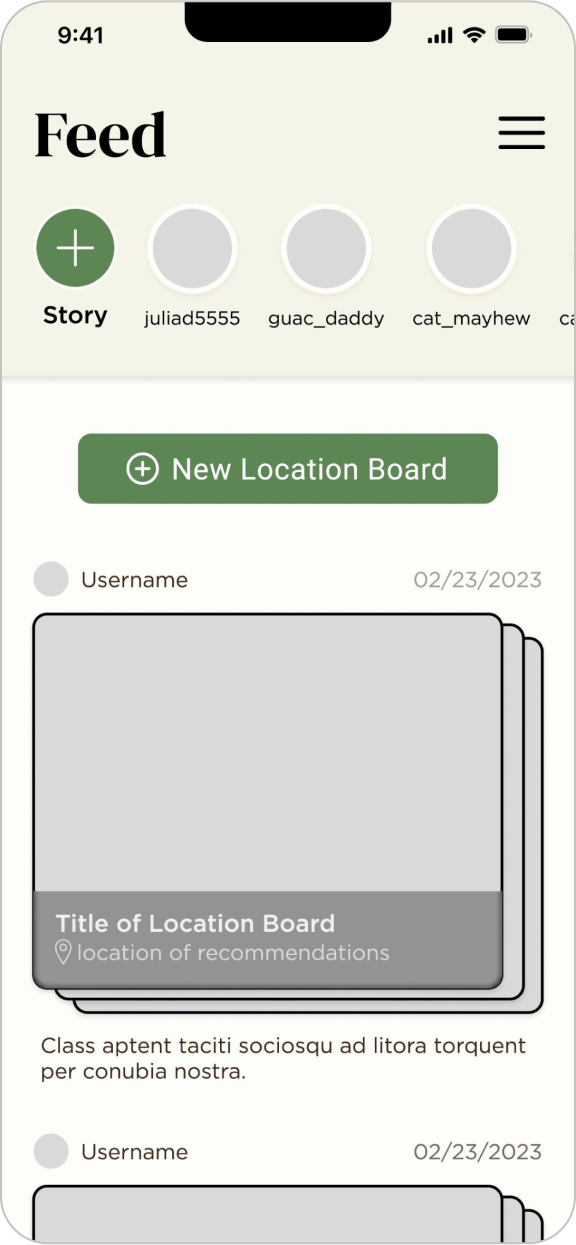 9:41
Feed
Story
juliad5555
guac_daddy
cat_mayhew
ca
New Location Board
Username
02/23/2023
Title of Location Board
location of recommendations
Class aptent taciti sociosqu ad litora torquent
per conubia nostra.
Username
02/23/2023